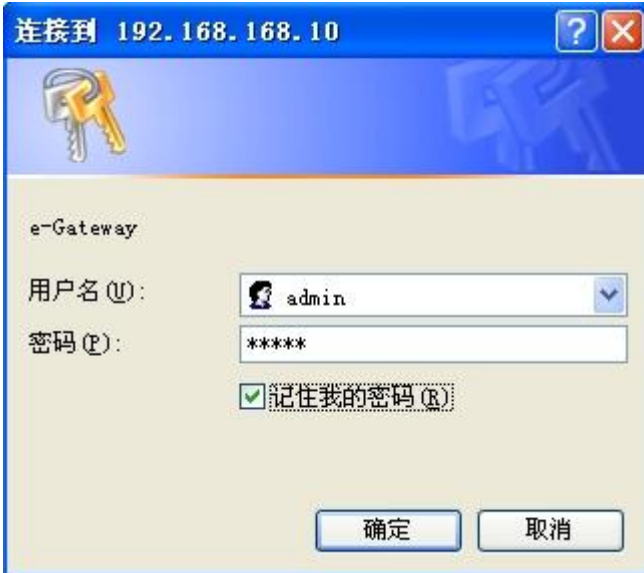 连接到 192.168.168.10
e-Gateway
用户名(U):
admin
密码(P):
*****
记住我的密码(R)
确定
取消